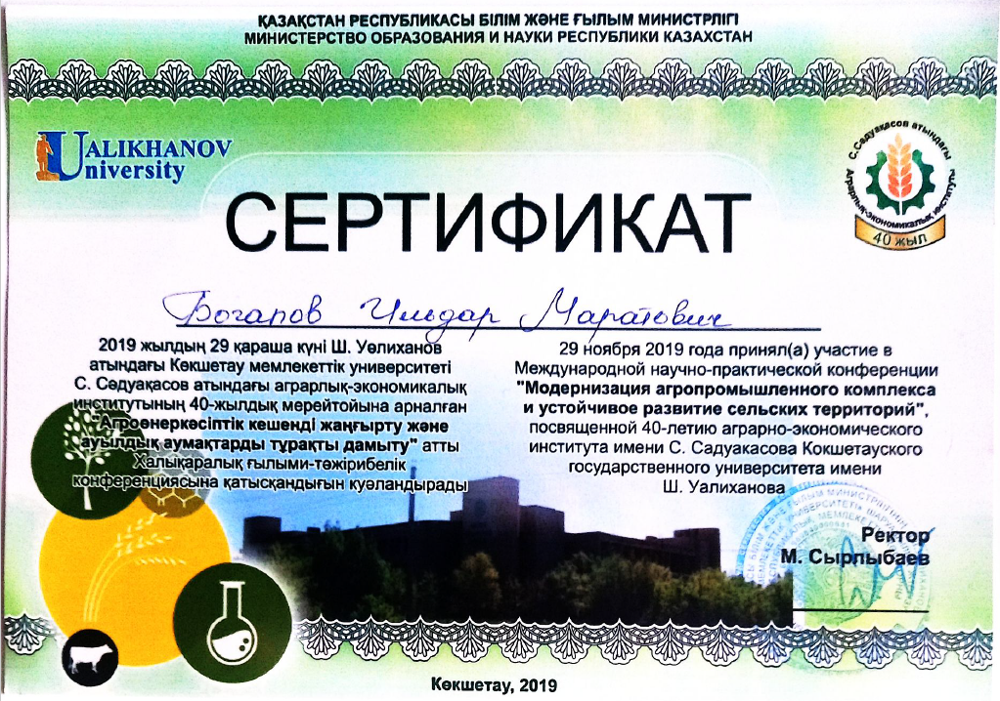 ҚАЗАҚСТАН РЕСПУБЛИКАСЫ БІЛІМ ЖӘНЕ ҒЫЛЫМ МИНИСТРЛІГІ
МИНИСТЕРСТВО ОБРАЗОВАНИЯ И НАУКИ РЕСПУБЛИКИ КАЗАХСТАН
UALIKHANOV
University
С.Садуақасов атындағы
Аграрлық-экономикалық институты
40 жыл
СЕРТИФИКАТ
Ильдар Маратович
2019 жылдың 29 қараша күні Ш. Уәлиханов
атындағы Көкшетау мемлекеттік университеті
С. Сәдуақасов атындағы аграрлық-экономикалық
институтының 40-жылдық мерейтойына арналған
"Агроөнеркәсіптік кешенді жаңғырту және
ауылдық аумақтарды тұрақты дамыту" атты
Халықаралық ғылыми-тәжірибелік
конференциясына қатысқандығын куәландырады
29 ноября 2019 года принял(а) участие в
Международной научно-практической конференции
"Модернизация агропромышленного комплекса
и устойчивое развитие сельских территорий",
посвященной 40-летию аграрно-экономического
института имени С. Садуакасова Кокшетауского
государственного университета имени
Ш. Уалиханова
Ректор
М. Сырлыбаев
Көкшетау, 2019